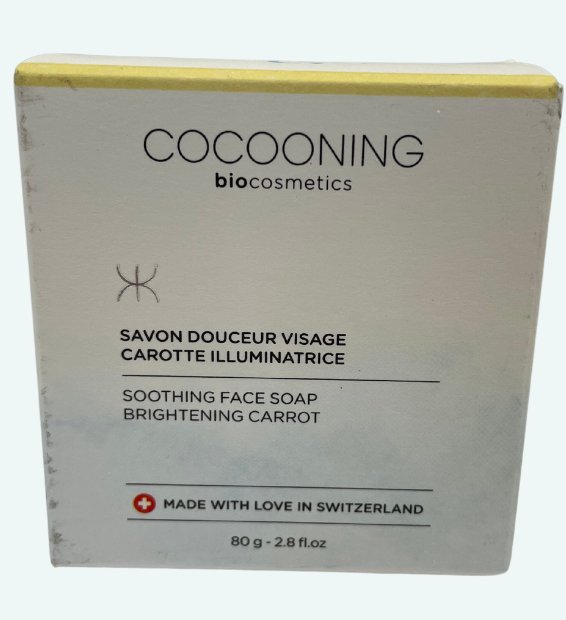 COCOONING
biocosmetics
SAVON DOUCEUR VISAGE
CAROTTE ILLUMINATRICE
SOOTHING FACE SOAP
BRIGHTENING CARROT
MADE WITH LOVE IN SWITZERLAND
80 g - 2.8 fl.oz